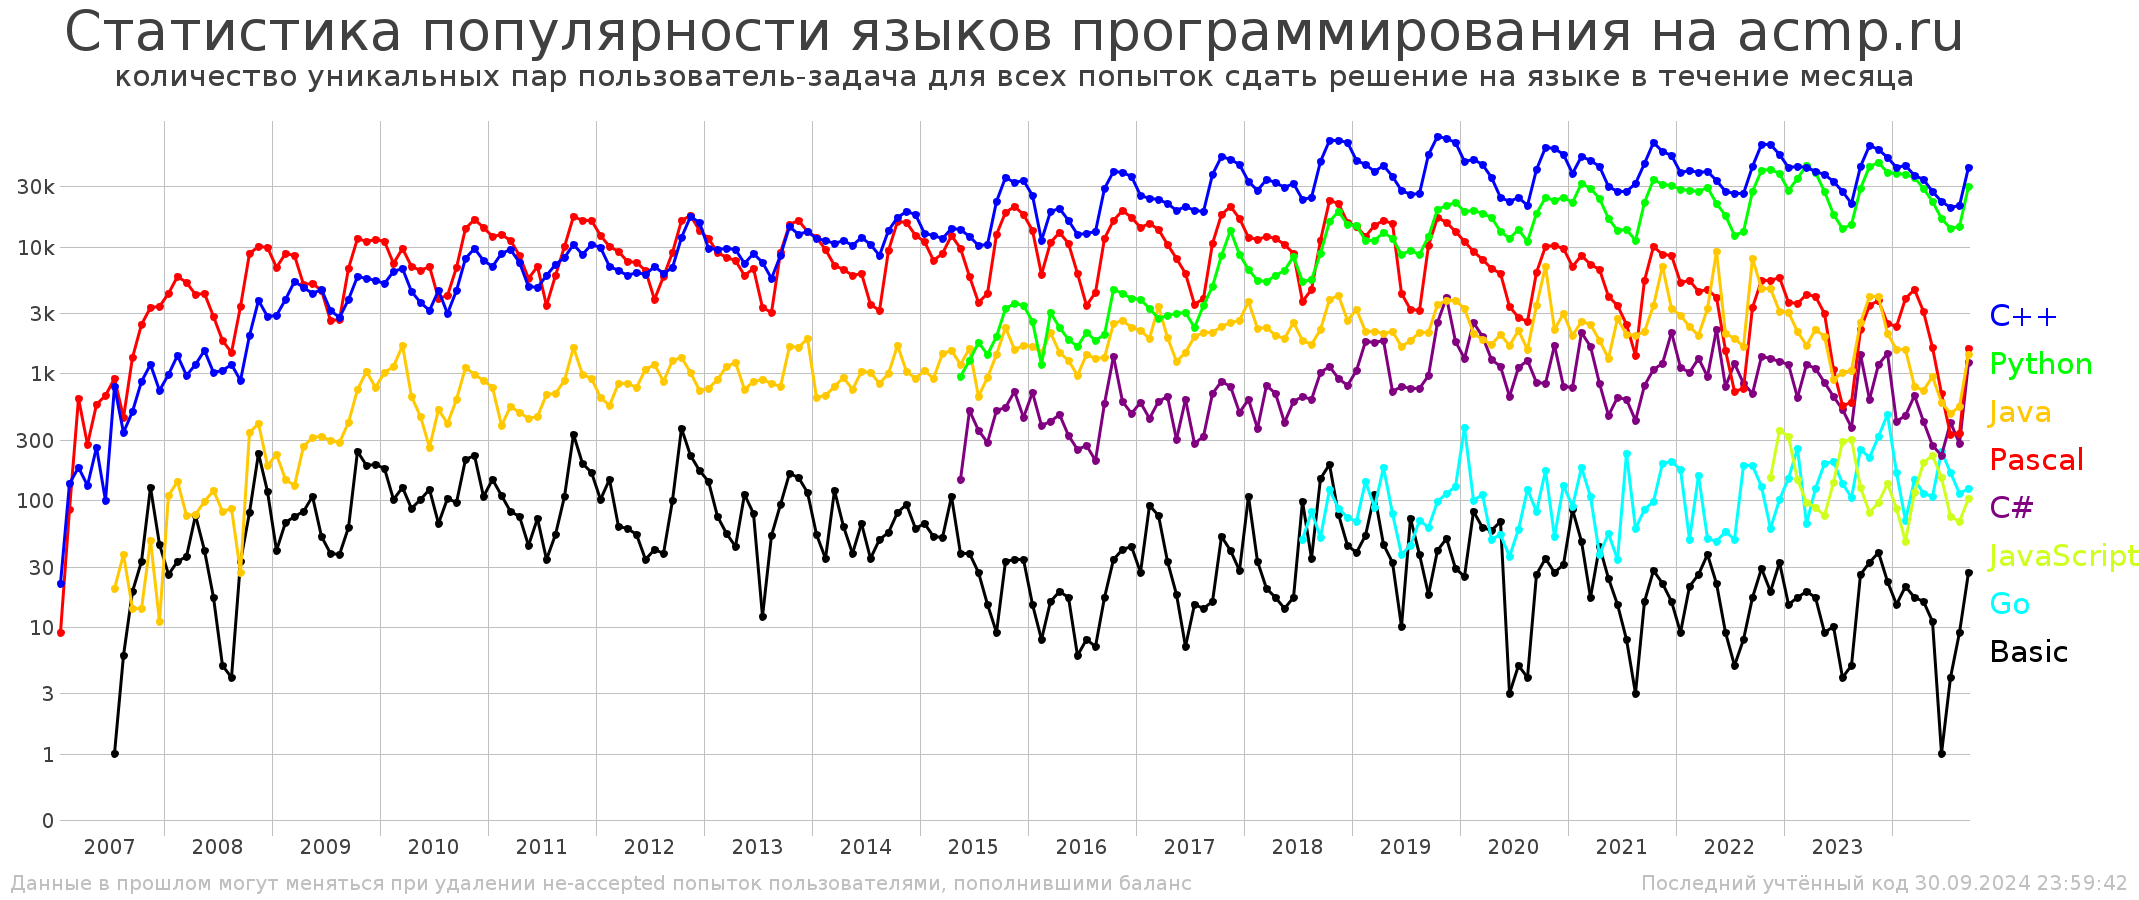 Статистика популярности языков программирования на acmp.ru
количество уникальных пар пользователь-задача для всех попыток сдать решение на языке в течение месяца
30k
10k
3k
1k
300
100
30
10
3
1
0
C++
Python
Java
Pascal
C#
JavaScript
Go
Basic
2007 2008 2009 2010 2011 2012 2013 2014 2015 2016 2017 2018 2019 2020 2021 2022 2023
Данные в прошлом могут меняться при удалении не-accepted попыток пользователями, пополнившими баланс
Последний учтённый код 30.09.2024 23:59:42